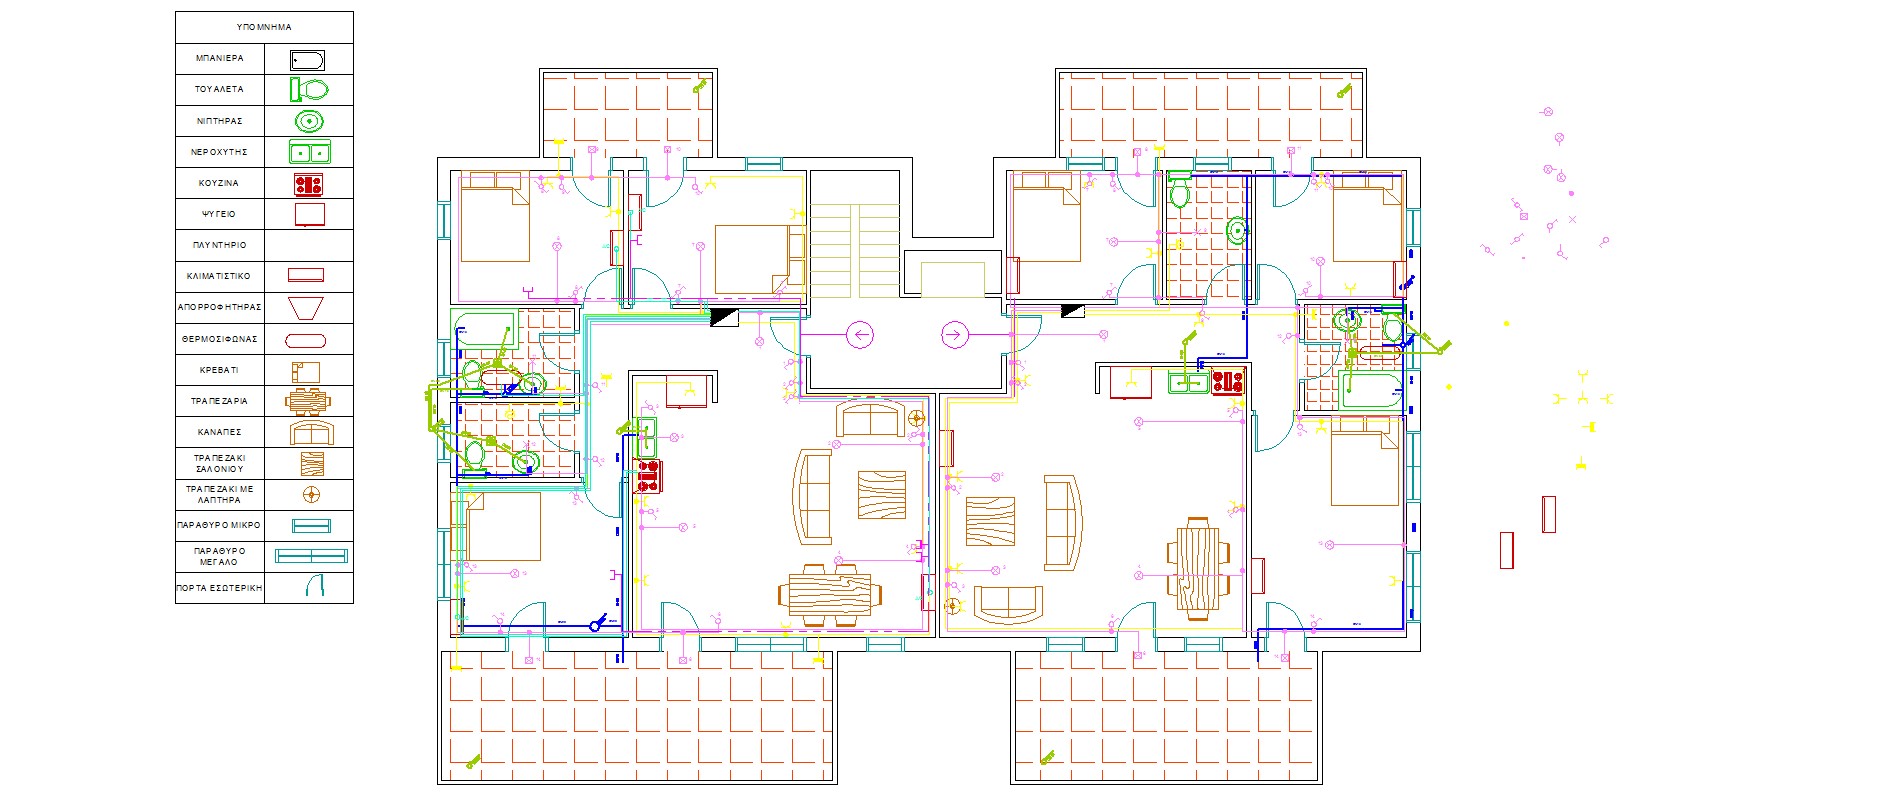 ΥΠΟΜΝΗΜΑ
ΜΠΑΝΙΕΡΑ
ΤΟΥΑΛΕΤΑ
ΝΙΠΤΗΡΑΣ
ΝΕΡΟΧΥΤΗΣ
ΚΟΥΖΙΝΑ
ΨΥΓΕΙΟ
ΠΛΥΝΤΗΡΙΟ
ΚΛΙΜΑΤΙΣΤΙΚΟ
ΑΠΟΡΡΟΦΗΤΗΡΑΣ
ΘΕΡΜΟΣΙΦΩΝΑΣ
ΚΡΕΒΑΤΙ
ΤΡΑΠΕΖΑΡΙΑ
ΚΑΝΑΠΕΣ
ΤΡΑΠΕΖΑΚΙ
ΣΑΛΟΝΙΟΥ
ΤΡΑΠΕΖΑΚΙ ΜΕ
ΛΑΠΤΗΡΑ
ΠΑΡΑΘΥΡΟ ΜΙΚΡΟ
ΠΑΡΑΘΥΡΟ
ΜΕΓΑΛΟ
ΠΟΡΤΑ ΕΣΩΤΕΡΙΚΗ